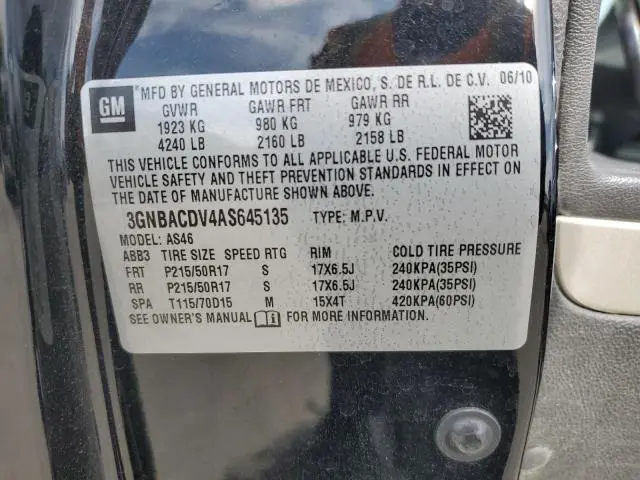 GM
®MFD BY GENERAL MOTORS DE MEXICO, S. DE R.L. DE C.V. 06/10
GVWR GAWR FRT GAWR RR
1923 KG 980 KG 979 KG
4240 LB 2160 LB 2158 LB
THIS VEHICLE CONFORMS TO ALL APPLICABLE U.S. FEDERAL MOTOR
VEHICLE SAFETY AND THEFT PREVENTION STANDARDS IN EFFECT ON
THE DATE OF MANUFACTURE SHOWN ABOVE.
3GNBACDV4AS645135 TYPE: M.P.V.
MODEL: AS46
ABB3 TIRE SIZE SPEED RTG RIM COLD TIRE PRESSURE
FRT P215/50R17 S 17X6.5J 240KPA(35PSI)
RR P215/50R17 S 17X6.5J 240KPA(35PSI)
SPA T115/70D15 M 15X4T 420KPA(60PSI)
SEE OWNER'S MANUAL FOR MORE INFORMATION.